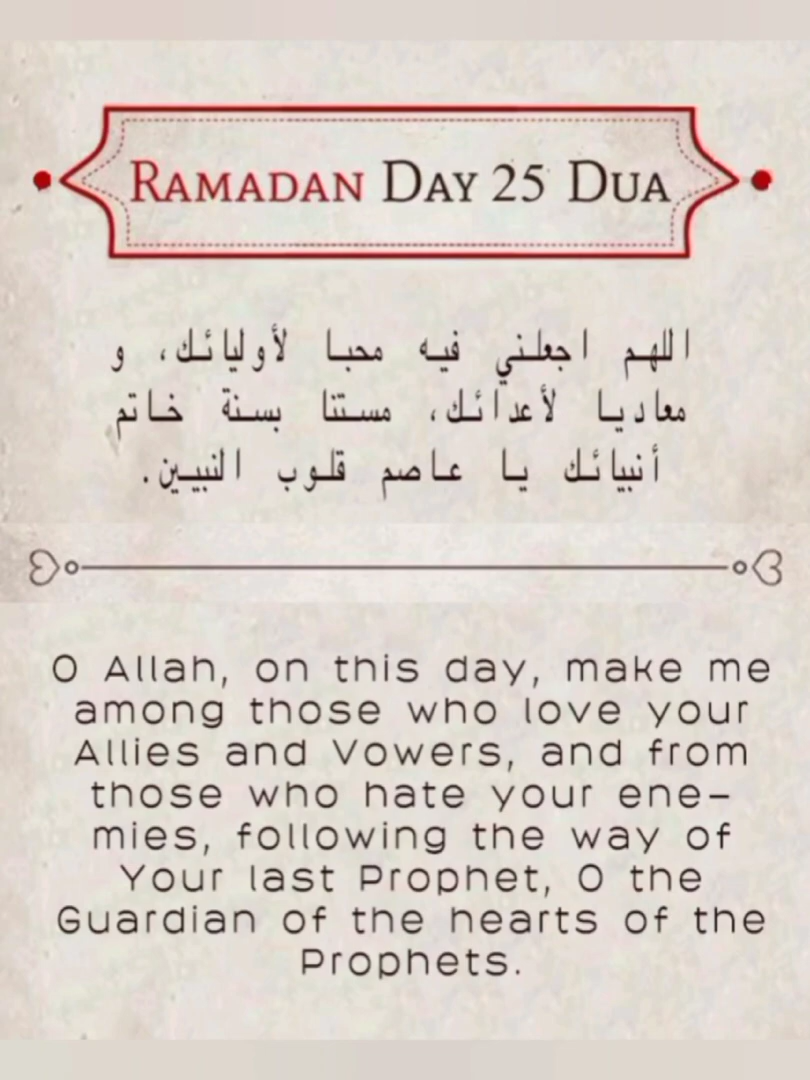 RAMADAN DAY 25 DUA
اللهم اجعلني فيه محبا لأوليائك، و
معاديا لأعدائك، مستنا بسنة خاتم
أنبيائك يا عاصم قلوب النبيين.
O Allah, on this day, make me
among those who love your
Allies and Vowers, and from
those who hate your ene-
mies, following the way of
Your last Prophet, O the
Guardian of the hearts of the
Prophets.